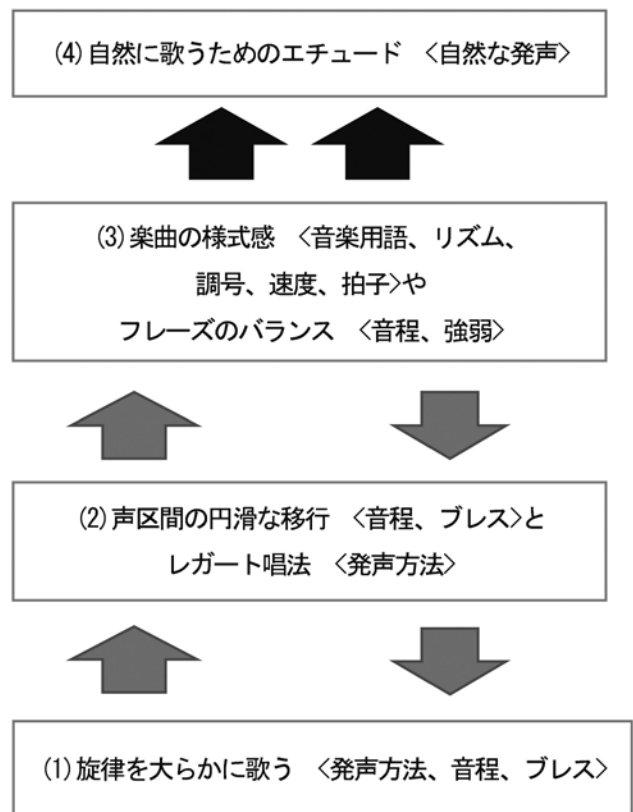 (4)自然に歌うためのエチュード <自然な発声>
(3)楽曲の様式感 <音楽用語、リズム、
調号、速度、拍子>や
フレーズのバランス <音程、強弱>
(2)声区間の円滑な移行 <音程、ブレス>と
レガート唱法 <発声方法>
(1)旋律を大らかに歌う <発声方法、音程、ブレス>